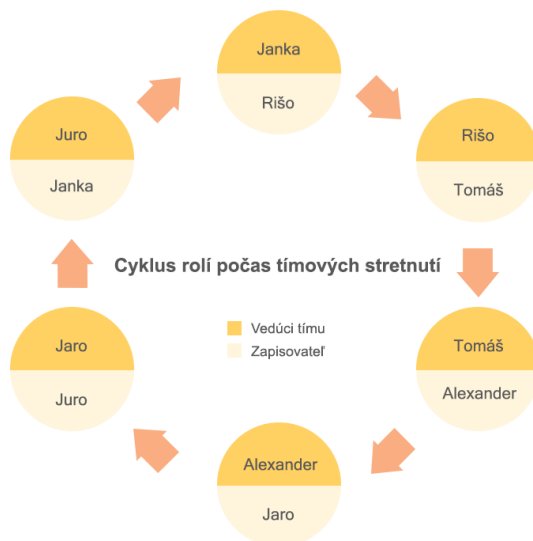 Janka
Rišo
Rišo
Tomáš
Tomáš
Alexander
Alexander
Jaro
Jaro
Juro
Juro
Janka
Cyklus rolí počas tímových stretnutí
Vedúci tímu
Zapisovateľ